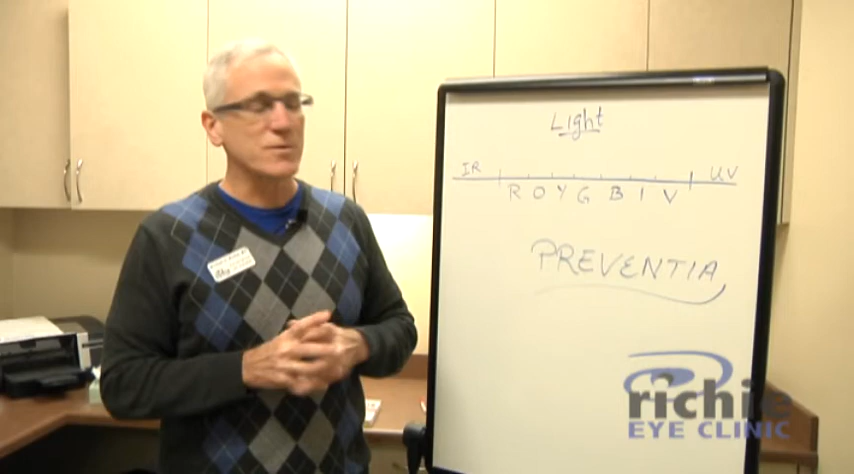 Light
IR UV
R O Y G B I V
PREVENTIA
richie
EYE CLINIC